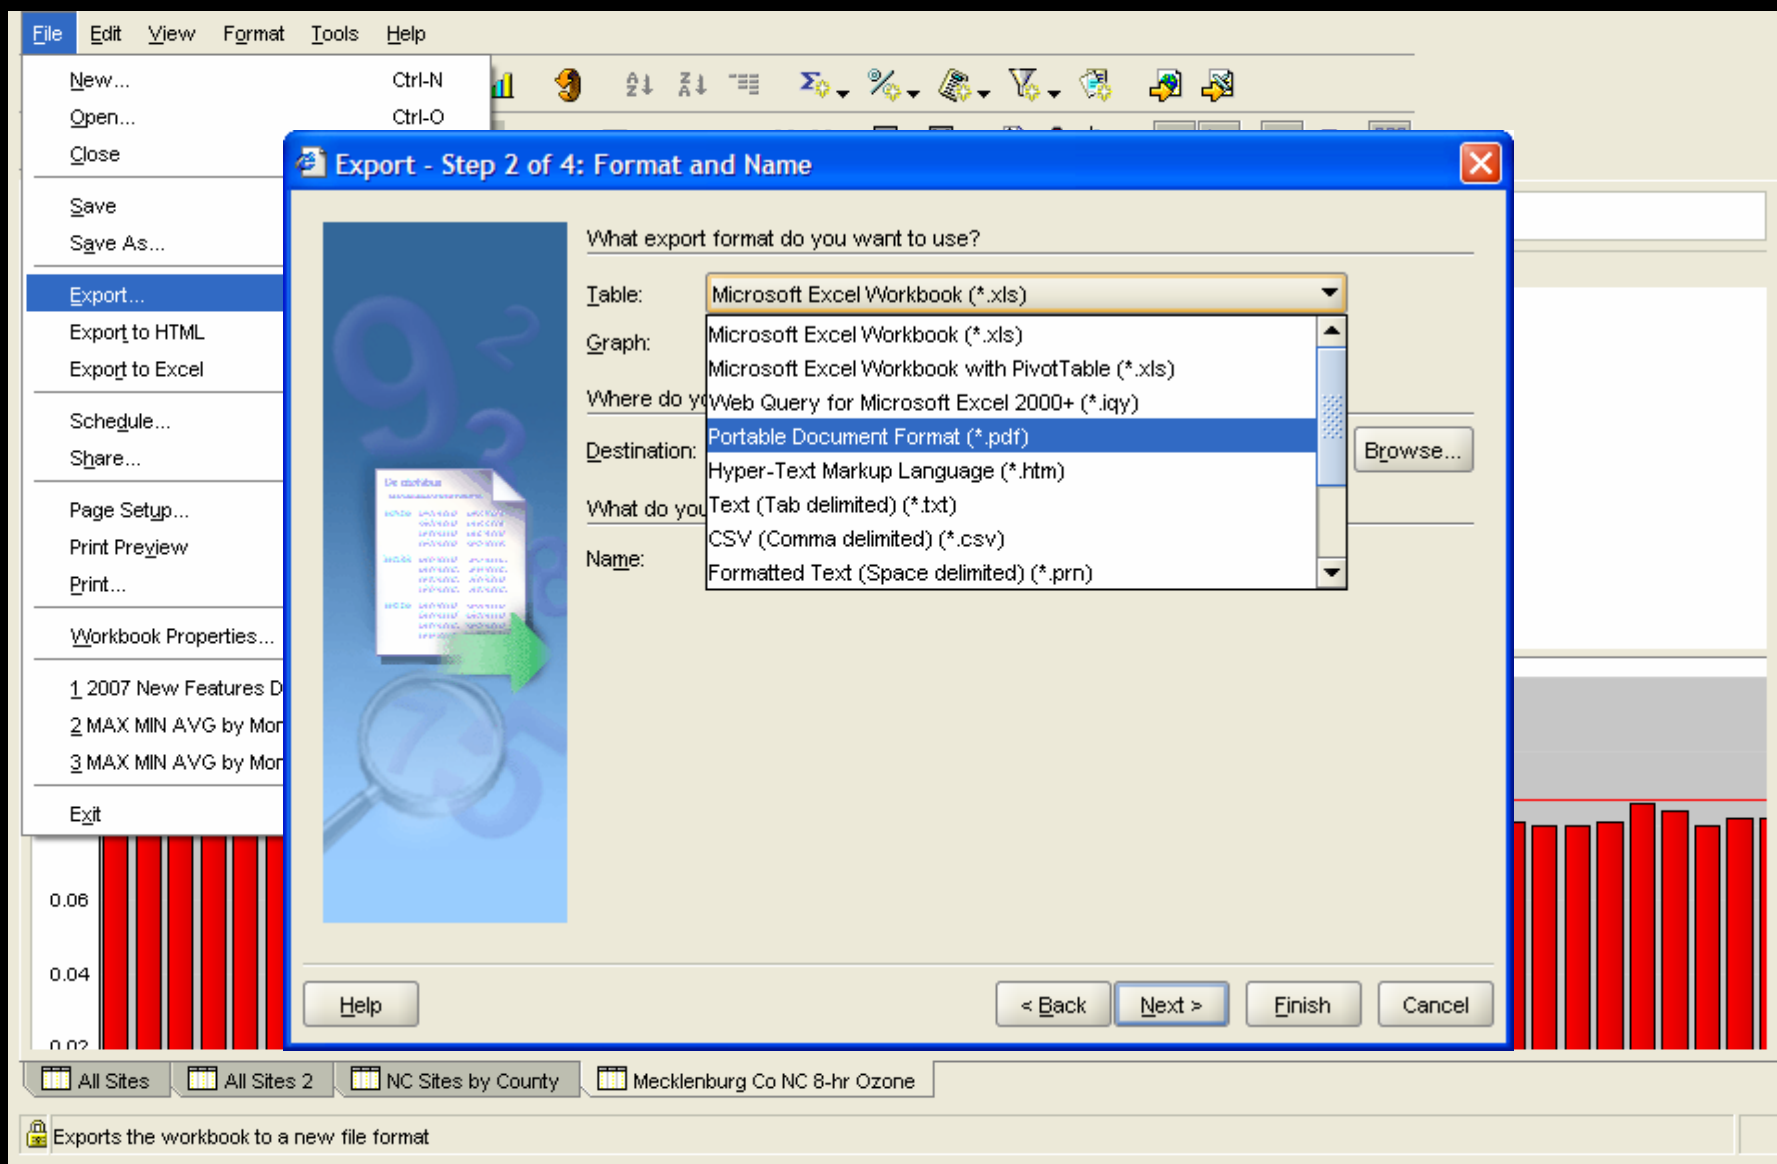 File Edit View Format Tools Help
New... Ctrl-N
Open... Ctrl-O
Close
Save
Save As...
Export...
Export to HTML
Export to Excel
Schedule...
Share...
Page Setup...
Print Preview
Print...
Workbook Properties...
1 2007 New Features D
2 MAX MIN AVG by Mon
3 MAX MIN AVG by Mon
Exit
Export - Step 2 of 4: Format and Name
What export format do you want to use?
Table: Microsoft Excel Workbook (*.xls)
Graph:
Microsoft Excel Workbook (*.xls)
Microsoft Excel Workbook with PivotTable (*.xls)
Web Query for Microsoft Excel 2000+ (*.iqy)
Portable Document Format (*.pdf)
Hyper-Text Markup Language (*.htm)
Text (Tab delimited) (*.txt)
CSV (Comma delimited) (*.csv)
Formatted Text (Space delimited) (*.prn)
Where do yo
Destination: Browse...
What do you
Name:
Help < Back Next > Finish Cancel
0.06
0.04
0.02
All Sites All Sites 2 NC Sites by County Mecklenburg Co NC 8-hr Ozone
Exports the workbook to a new file format